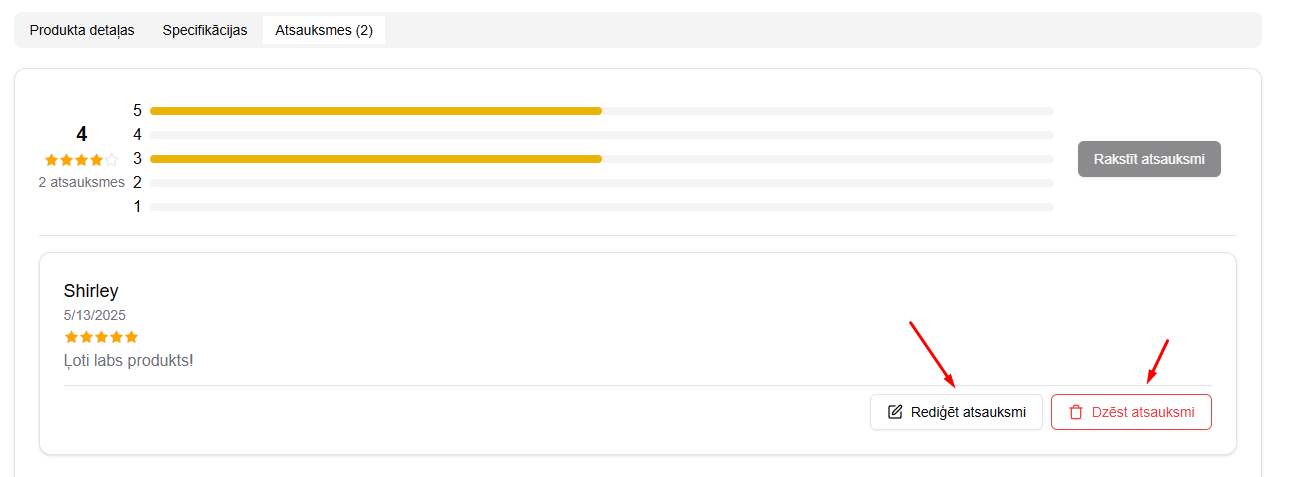 Produkta detaļas Specifikācijas Atsauksmes (2)
5
4
4
3
2 atsauksmes
2
1
Rakstīt atsauksmi
Shirley
5/13/2025
Ļoti labs produkts!
Rediģēt atsauksmi Dzēst atsauksmi